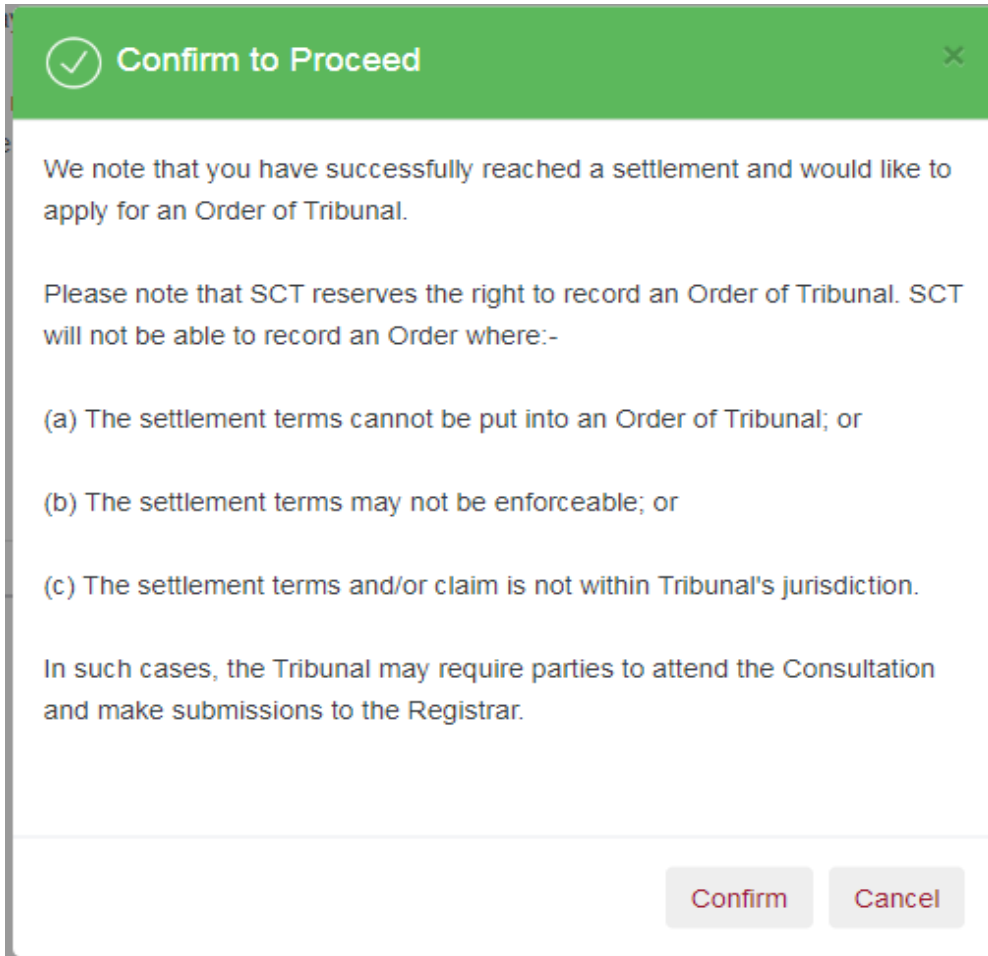 Confirm to Proceed
×
We note that you have successfully reached a settlement and would like to
apply for an Order of Tribunal.
Please note that SCT reserves the right to record an Order of Tribunal. SCT
will not be able to record an Order where:-
(a) The settlement terms cannot be put into an Order of Tribunal; or
(b) The settlement terms may not be enforceable; or
(c) The settlement terms and/or claim is not within Tribunal's jurisdiction.
In such cases, the Tribunal may require parties to attend the Consultation
and make submissions to the Registrar.
Confirm Cancel